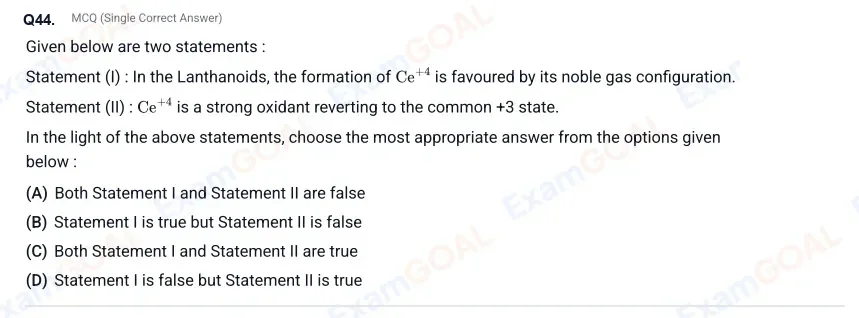 Q44. MCQ (Single Correct Answer)
Given below are two statements :
Statement (I) : In the Lanthanoids, the formation of Ce⁺⁴ is favoured by its noble gas configuration.
Statement (II) : Ce⁺⁴ is a strong oxidant reverting to the common +3 state.
In the light of the above statements, choose the most appropriate answer from the options given
below :
(A) Both Statement I and Statement II are false
(B) Statement I is true but Statement II is false
(C) Both Statement I and Statement II are true
(D) Statement I is false but Statement II is true
ExamGOAL